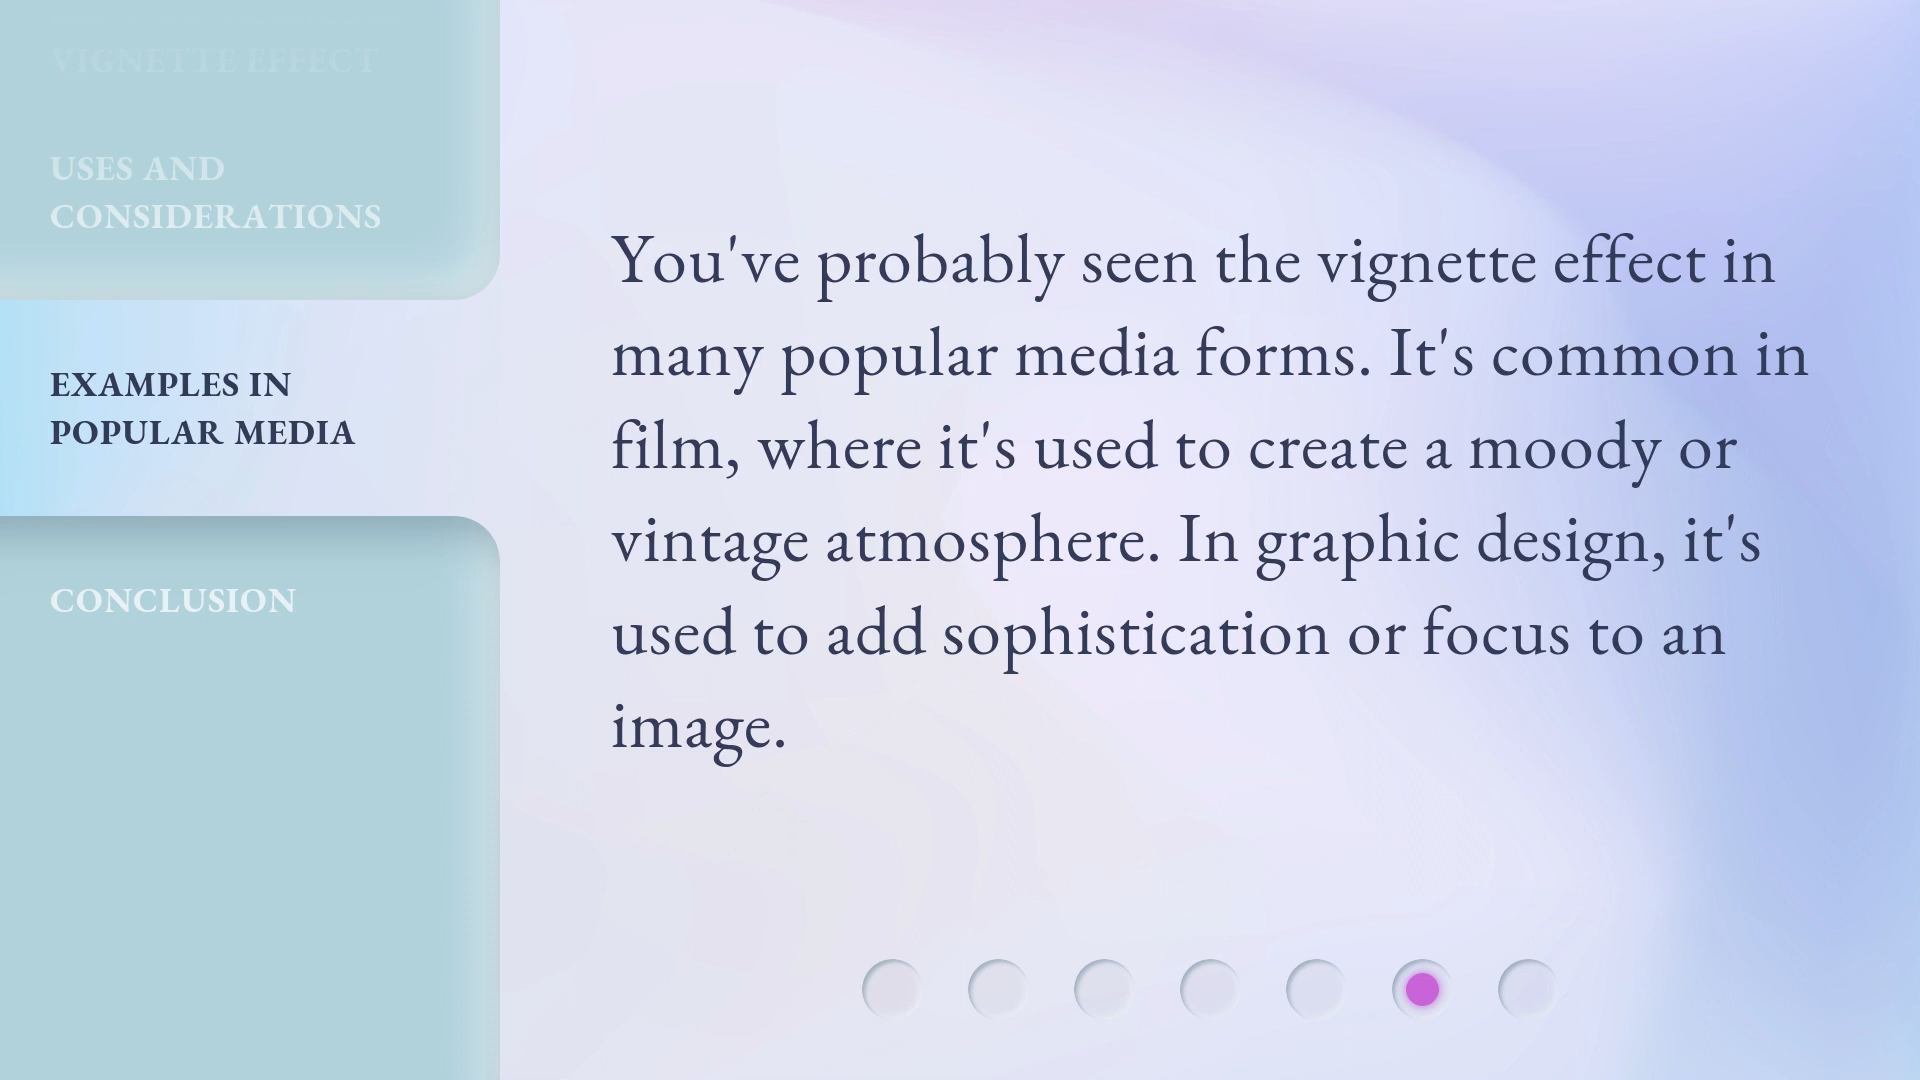 VIGNETTE EFFECT
USES AND
CONSIDERATIONS
EXAMPLES IN
POPULAR MEDIA
CONCLUSION
You've probably seen the vignette effect in
many popular media forms. It's common in
film, where it's used to create a moody or
vintage atmosphere. In graphic design, it's
used to add sophistication or focus to an
image.